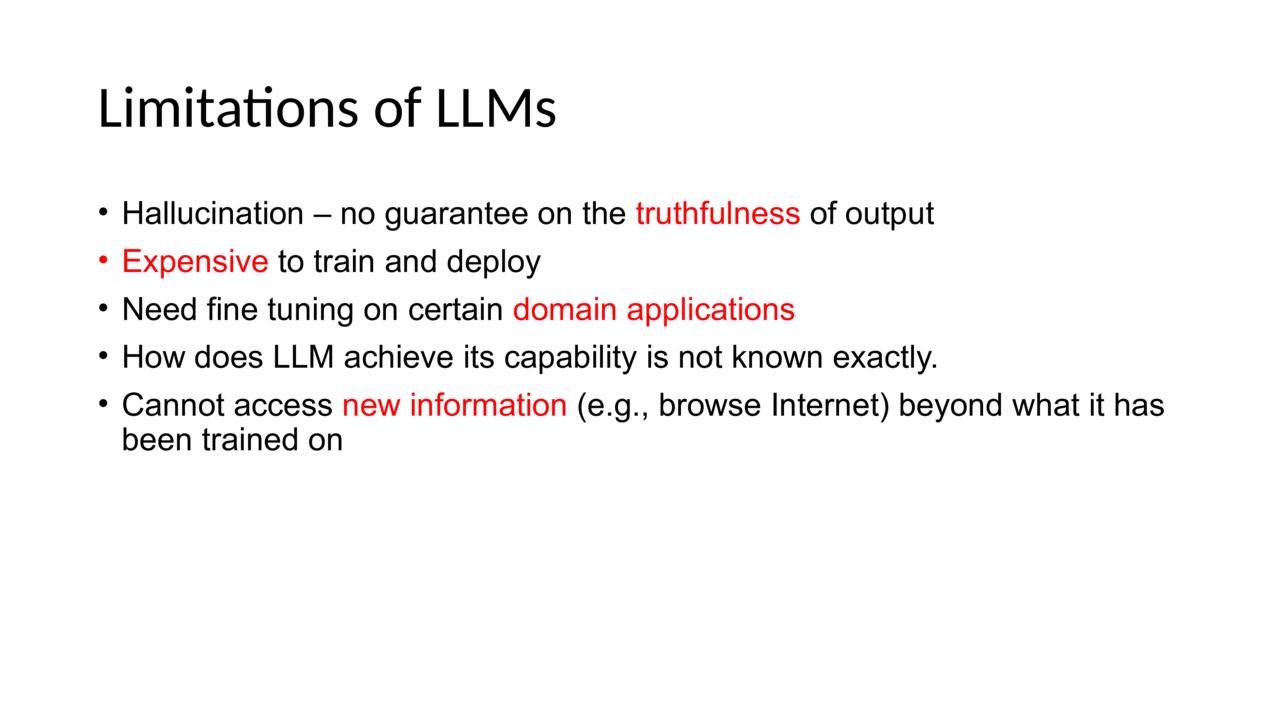 Limitations of LLMs
• Hallucination – no guarantee on the truthfulness of output
• Expensive to train and deploy
• Need fine tuning on certain domain applications
• How does LLM achieve its capability is not known exactly.
• Cannot access new information (e.g., browse Internet) beyond what it has
been trained on